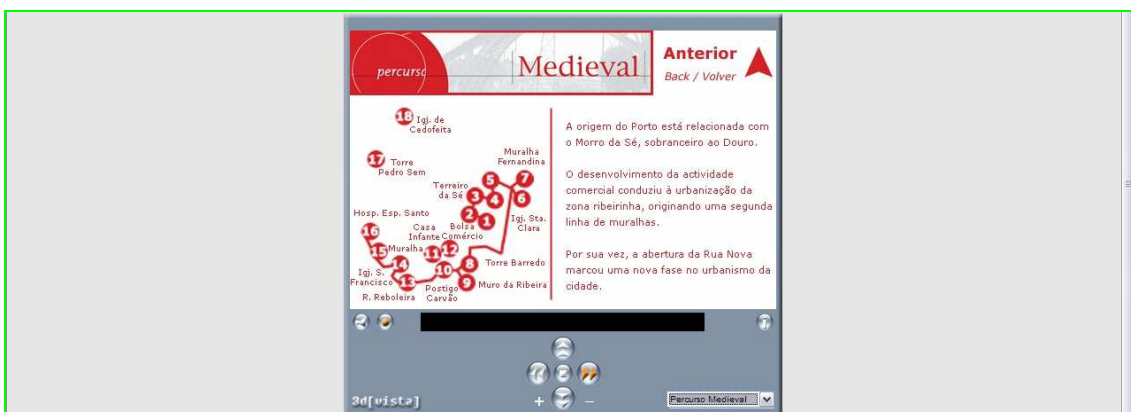 percurso
Medieval
Anterior
Back / Volver
18 Igj. de
Cedofeita
17 Torre
Pedro Sem
Muralha
Fernandina
5
7
Terreiro
da Sé
3
4
6
Igj. Sta.
Clara
Hosp. Esp. Santo
2
1
16
Casa
Infante
Bolsa
Comércio
15
Muralha
11
12
14
8
Torre Barredo
Igj. S.
Francisco
13
10
9
Muro da Ribeira
R. Reboleira
Postigo
Carvão
A origem do Porto está relacionada com
o Morro da Sé, sobranceiro ao Douro.
O desenvolvimento da actividade
comercial conduziu à urbanização da
zona ribeirinha, originando uma segunda
linha de muralhas.
Por sua vez, a abertura da Rua Nova
marcou uma nova fase no urbanismo da
cidade.
3d[vista]
+
–
Percurso Medieval